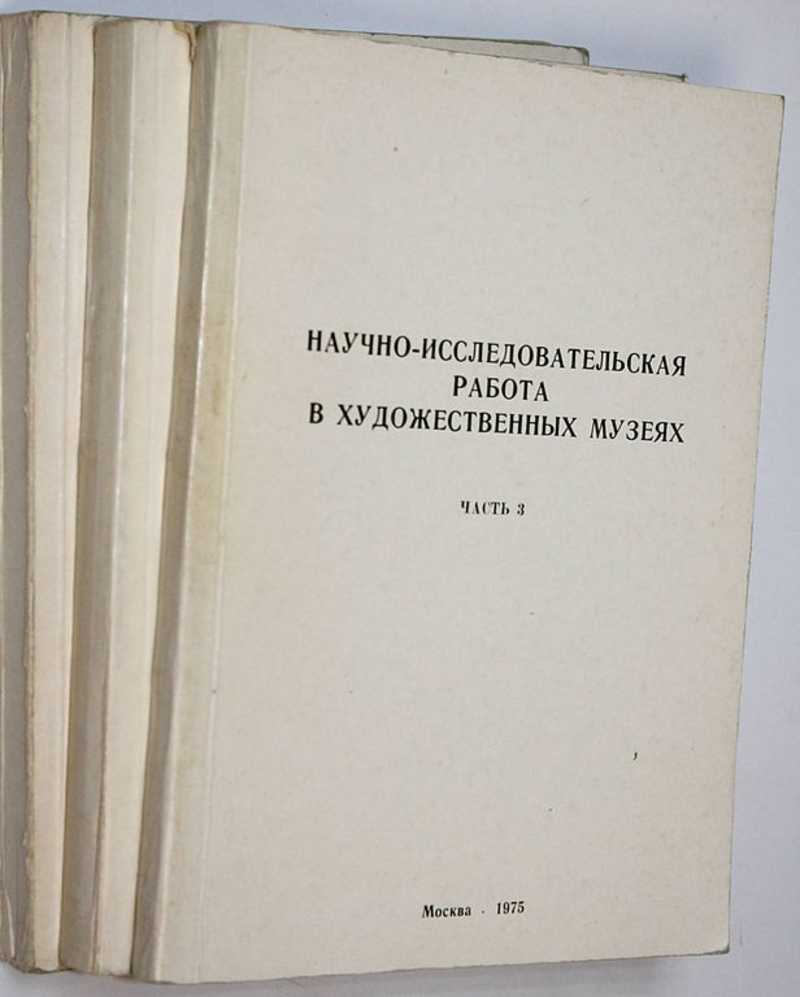 НАУЧНО-ИССЛЕДОВАТЕЛЬСКАЯ
РАБОТА
В ХУДОЖЕСТВЕННЫХ МУЗЕЯХ
ЧАСТЬ 3
Москва . 1975